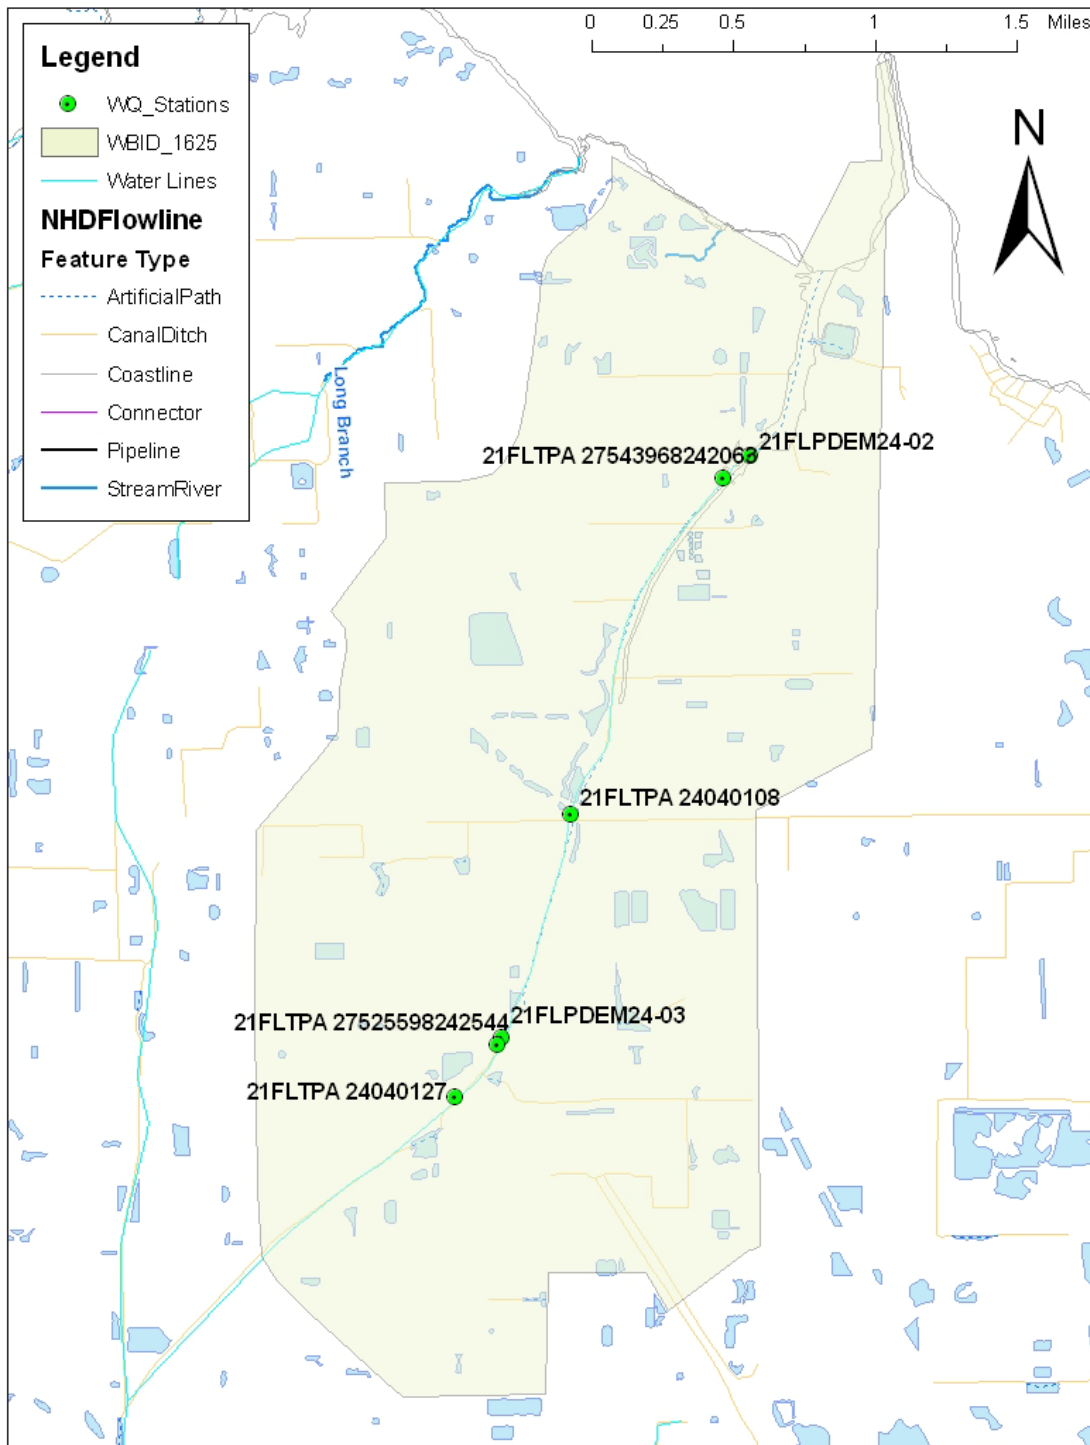 0 0.25 0.5 1 1.5 Miles
Legend
WQ_Stations
WBID_1625
Water Lines
NHDFlowline
Feature Type
ArtificialPath
CanalDitch
Coastline
Connector
Pipeline
StreamRiver
N
Long Branch
21FLPDEM24-02
21FLTPA 27543968242063
21FLTPA 24040108
21FLPDEM24-03
21FLTPA 27525598242544
21FLTPA 24040127